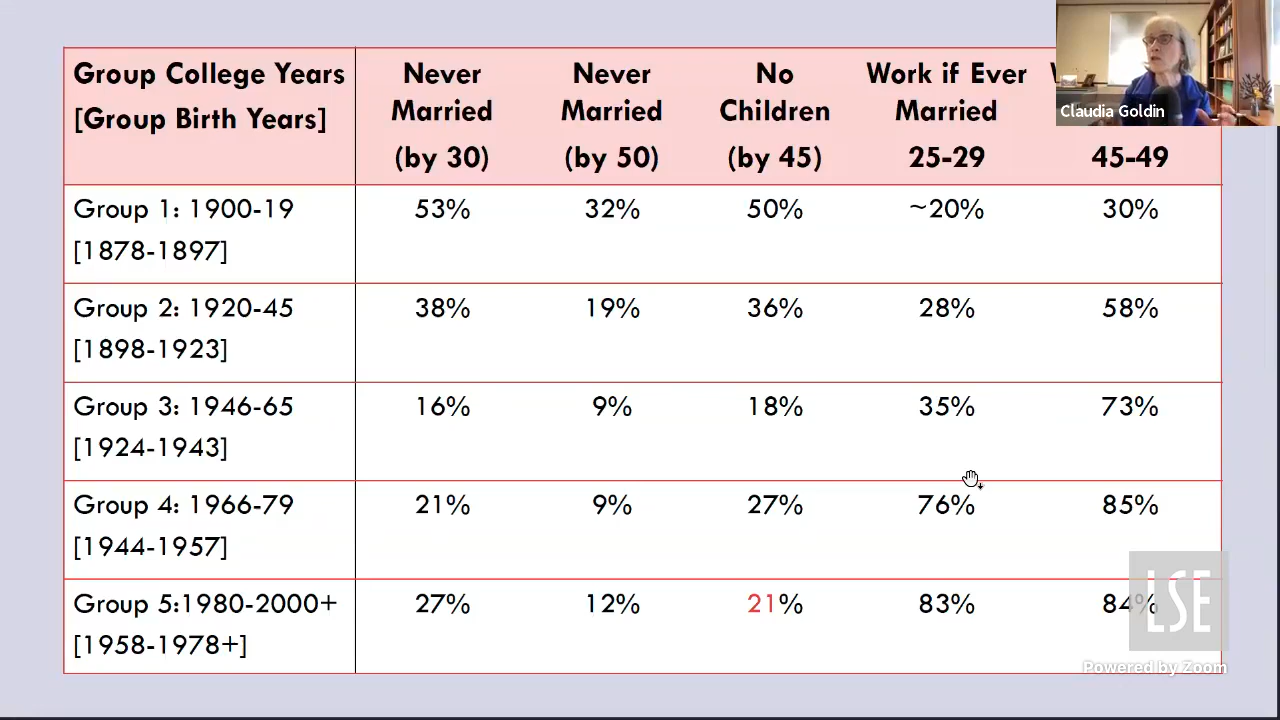 Group College Years
[Group Birth Years]
Never
Married
(by 30)
Never
Married
(by 50)
No
Children
(by 45)
Work if Ever
Married
25-29
45-49
Claudia Goldin
Group 1: 1900-19
[1878-1897]
53%
32%
50%
~20%
30%
Group 2: 1920-45
[1898-1923]
38%
19%
36%
28%
58%
Group 3: 1946-65
[1924-1943]
16%
9%
18%
35%
73%
Group 4: 1966-79
[1944-1957]
21%
9%
27%
76%
85%
Group 5:1980-2000+
[1958-1978+]
27%
12%
21%
83%
84%
LSE
Powered by Zoom